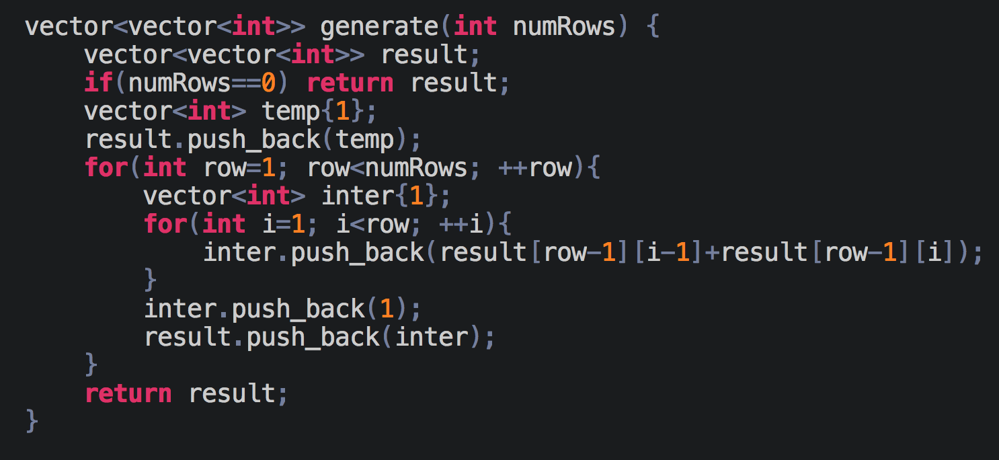 vector<vector<int>> generate(int numRows) {
    vector<vector<int>> result;
    if(numRows==0) return result;
    vector<int> temp{1};
    result.push_back(temp);
    for(int row=1; row<numRows; ++row){
        vector<int> inter{1};
        for(int i=1; i<row; ++i){
            inter.push_back(result[row-1][i-1]+result[row-1][i]);
        }
        inter.push_back(1);
        result.push_back(inter);
    }
    return result;
}